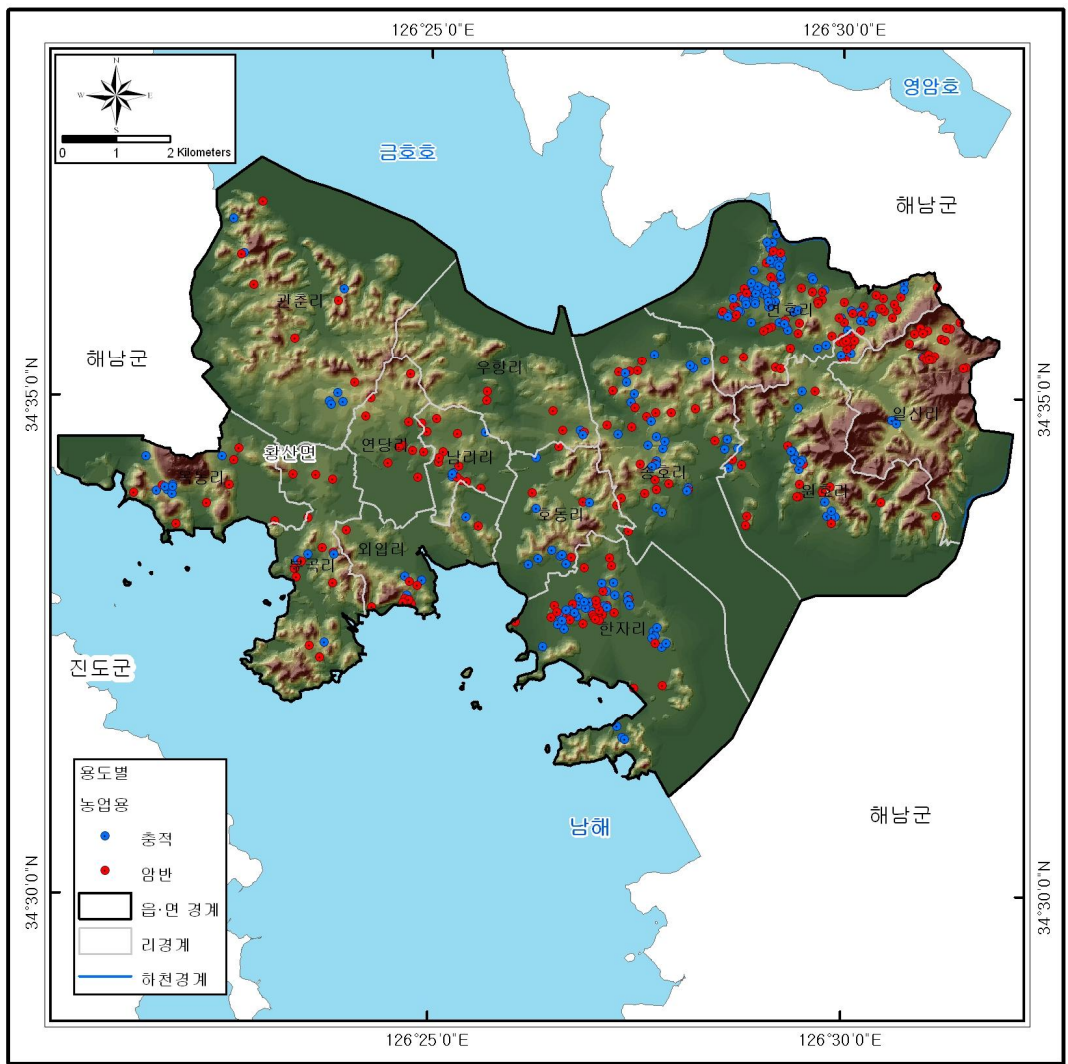 126°25'0"E
126°30'0"E
N
W
E
S
0 1 2 Kilometers
영암호
금호호
해남군
연호리
관춘리
우항리
해남군
34°35'0"N
34°35'0"N
일신리
연당리
남리리
황산면
송호리
원호리
호동리
외입리
부곡리
한자리
진도군
용도별
농업용
충적
암반
읍·면 경계
리경계
하천경계
남해
해남군
34°30'0"N
34°30'0"N
126°25'0"E
126°30'0"E